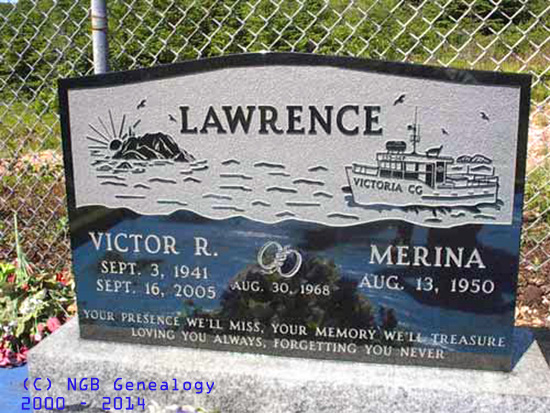 LAWRENCE
VICTORIA CG
VICTOR R.
SEPT. 3, 1941
SEPT. 16, 2005
AUG. 30, 1968
MERINA
AUG. 13, 1950
YOUR PRESENCE WE'LL MISS, YOUR MEMORY WE'LL TREASURE
LOVING YOU ALWAYS, FORGETTING YOU NEVER
(C) NGB Genealogy
2000 - 2014